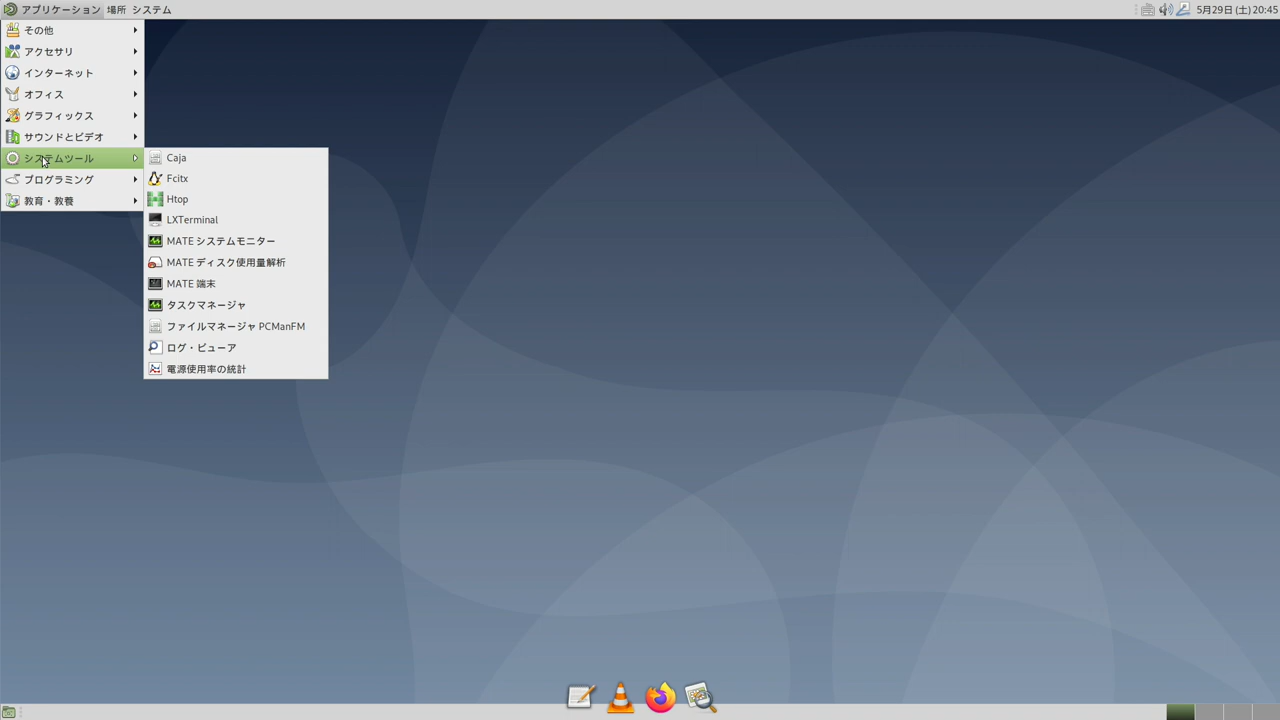 アプリケーション 場所 システム 5月29日 (土) 20:45
その他
アクセサリ
インターネット
オフィス
グラフィックス
サウンドとビデオ
システムツール
プログラミング
教育・教養
Caja
Fcitx
Htop
LXTerminal
MATE システムモニター
MATE ディスク使用量解析
MATE 端末
タスクマネージャ
ファイルマネージャ PCManFM
ログ・ビューア
電源使用率の統計